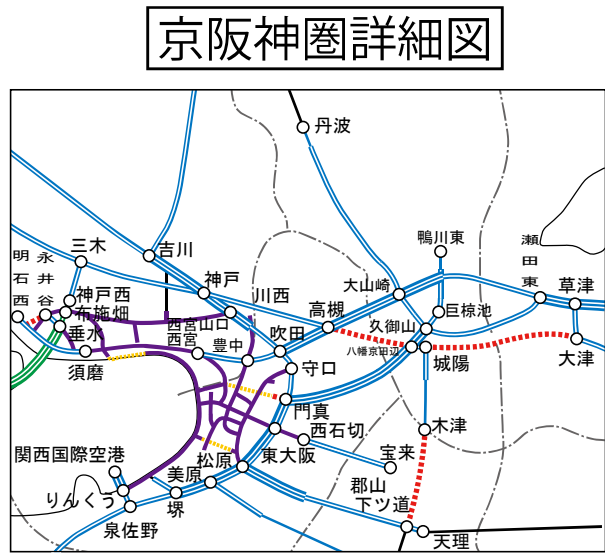 京阪神圏詳細図
丹波
鴨川東
瀬田東
明石西
永井谷
三木
吉川
神戸
川西
大山崎
草津
神戸西
布施畑
高槻
巨椋池
久御山
西宮山口
西宮
吹田
垂水
豊中
八幡京田辺
城陽
大津
須磨
守口
門真
木津
西石切
関西国際空港
松原
東大阪
宝来
美原
りんくう
堺
郡山
下ツ道
泉佐野
天理